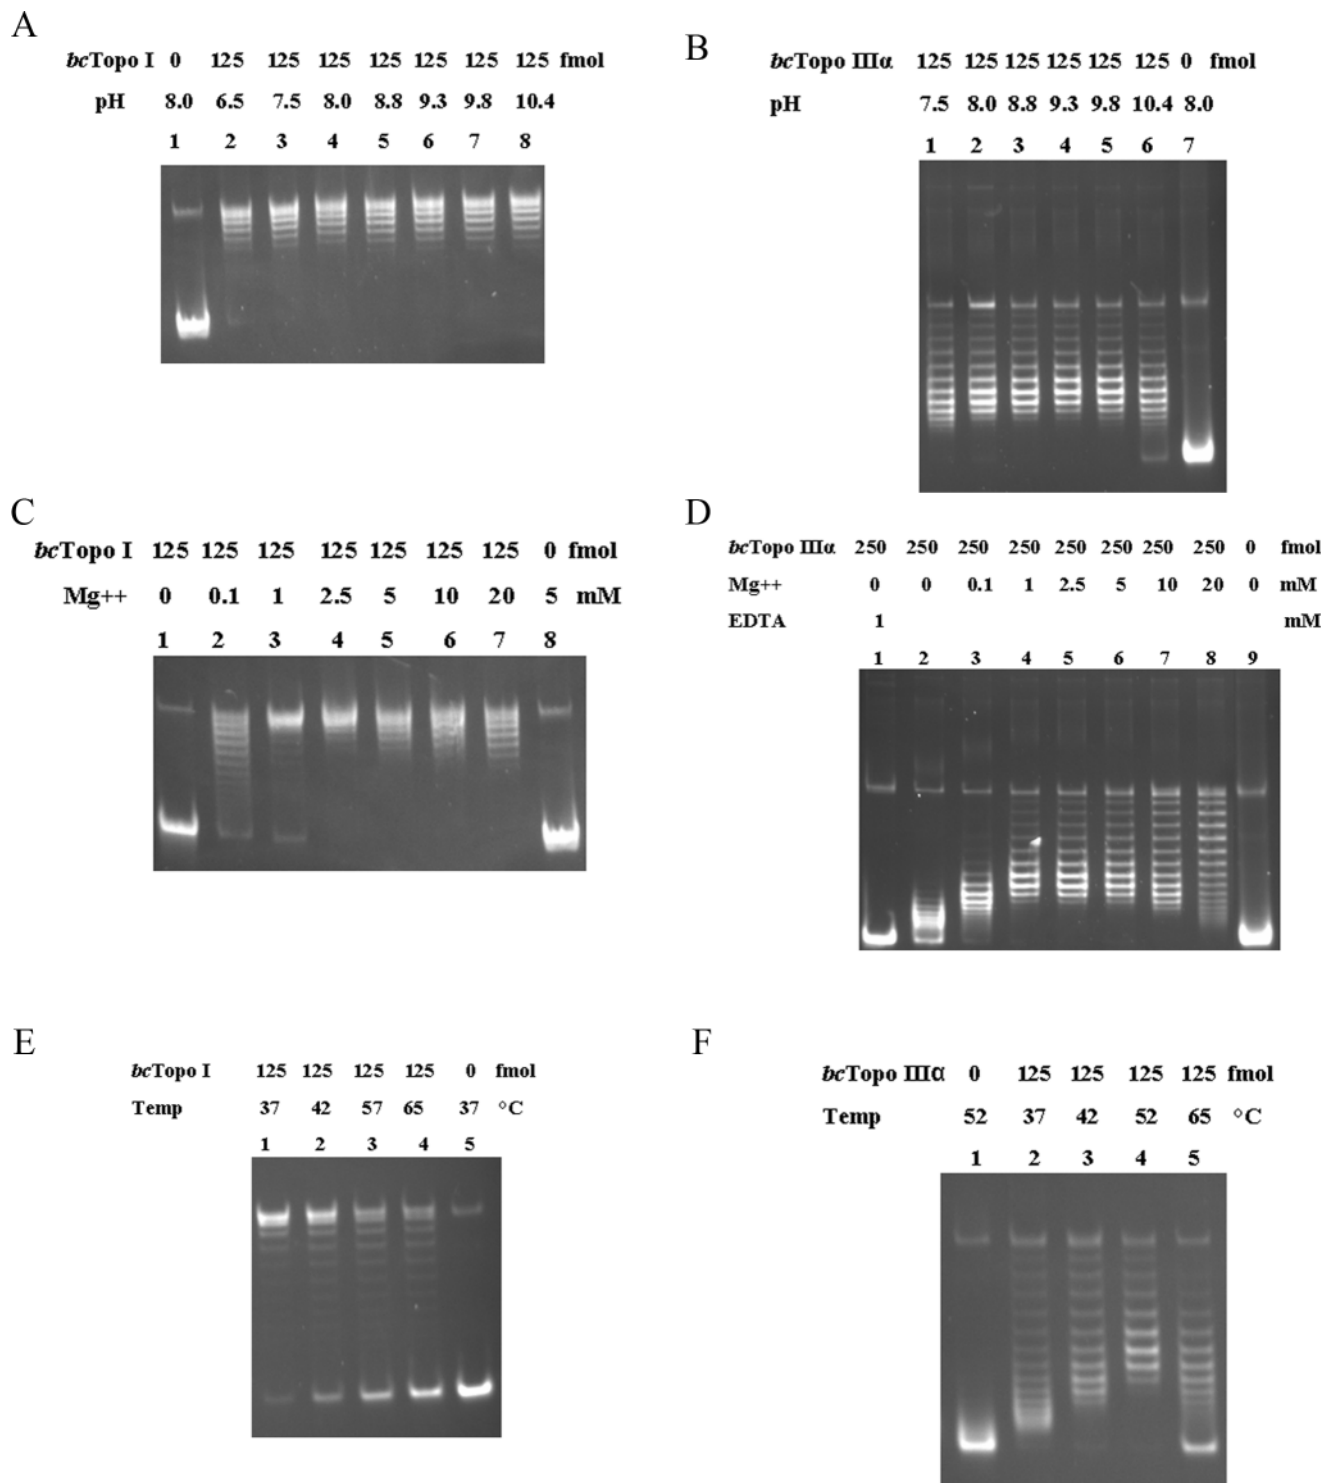 A
bcTopo I 0 125 125 125 125 125 125 125 fmol
pH 8.0 6.5 7.5 8.0 8.8 9.3 9.8 10.4
1 2 3 4 5 6 7 8
B
bcTopo IIIα 125 125 125 125 125 125 0 fmol
pH 7.5 8.0 8.8 9.3 9.8 10.4 8.0
1 2 3 4 5 6 7
C
bcTopo I 125 125 125 125 125 125 125 0 fmol
Mg++ 0 0.1 1 2.5 5 10 20 5 mM
1 2 3 4 5 6 7 8
D
bcTopo IIIα 250 250 250 250 250 250 250 250 0 fmol
Mg++ 0 0 0.1 1 2.5 5 10 20 0 mM
EDTA 1 mM
1 2 3 4 5 6 7 8 9
E
bcTopo I 125 125 125 125 0 fmol
Temp 37 42 57 65 37 °C
1 2 3 4 5
F
bcTopo IIIα 0 125 125 125 125 fmol
Temp 52 37 42 52 65 °C
1 2 3 4 5